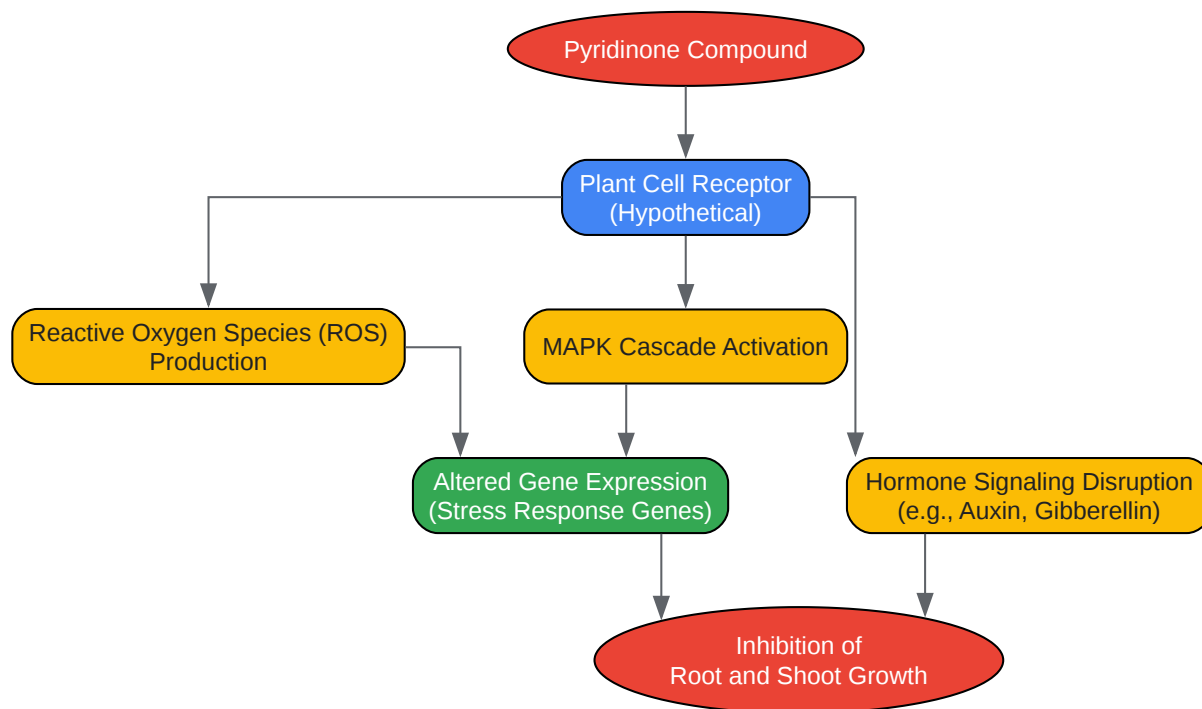 Pyridinone Compound
Plant Cell Receptor
(Hypothetical)
Reactive Oxygen Species (ROS)
Production
MAPK Cascade Activation
Altered Gene Expression
(Stress Response Genes)
Hormone Signaling Disruption
(e.g., Auxin, Gibberellin)
Inhibition of
Root and Shoot Growth